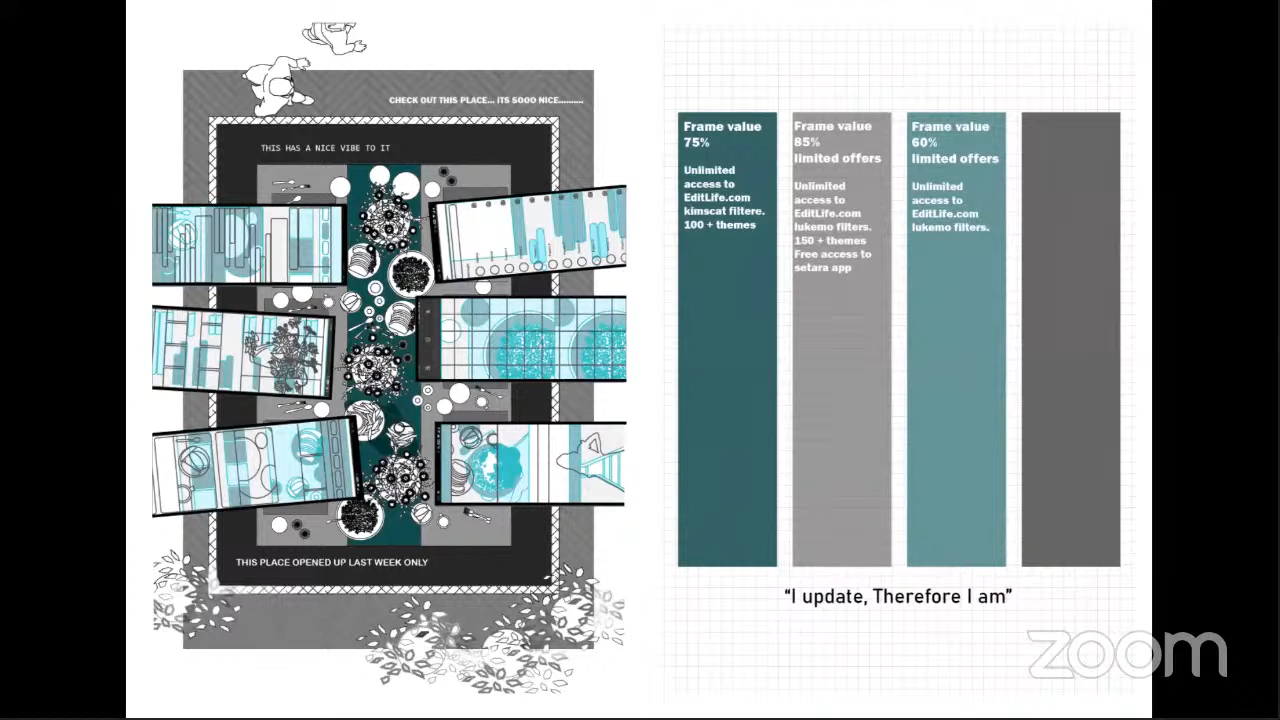 CHECK OUT THIS PLACE... ITS SOOO NICE..........
THIS HAS A NICE VIBE TO IT
THIS PLACE OPENED UP LAST WEEK ONLY
Frame value
75%
Unlimited
access to
EditLife.com
kimscat filtere.
100 + themes
Frame value
85%
limited offers
Unlimited
access to
EditLife.com
lukemo filters.
150 + themes
Free access to
setara app
Frame value
60%
limited offers
Unlimited
access to
EditLife.com
lukemo filters.
“I update, Therefore I am”
zoom